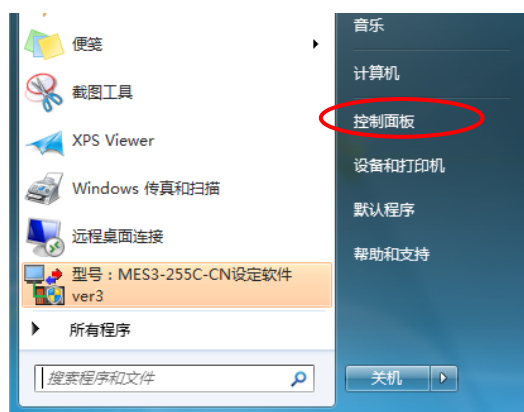 便笺
截图工具
XPS Viewer
Windows 传真和扫描
远程桌面连接
型号：MES3-255C-CN设定软件
ver3
所有程序
搜索程序和文件
音乐
计算机
控制面板
设备和打印机
默认程序
帮助和支持
关机